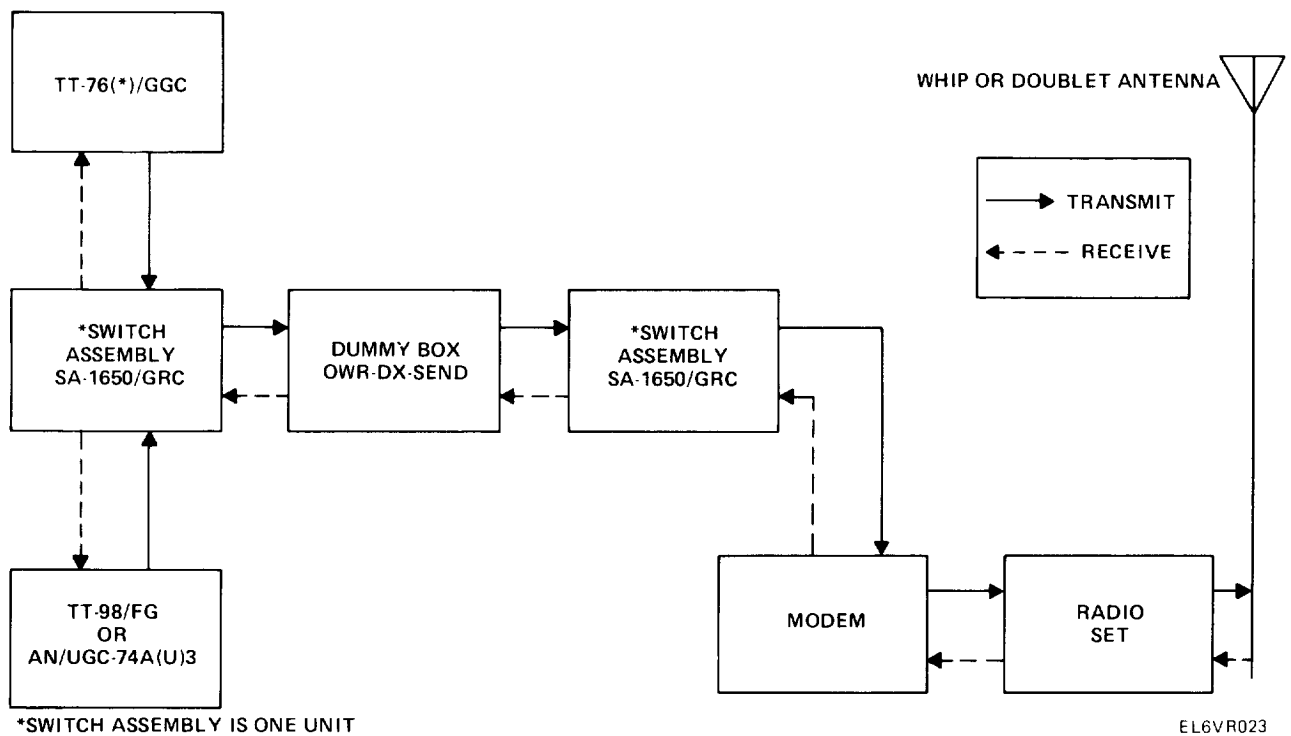 TT-76(*)/GGC
WHIP OR DOUBLET ANTENNA
TRANSMIT
RECEIVE
*SWITCH
ASSEMBLY
SA-1650/GRC
DUMMY BOX
OWR-DX-SEND
*SWITCH
ASSEMBLY
SA-1650/GRC
TT-98/FG
OR
AN/UGC-74A(U)3
MODEM
RADIO
SET
*SWITCH ASSEMBLY IS ONE UNIT
EL6VR023